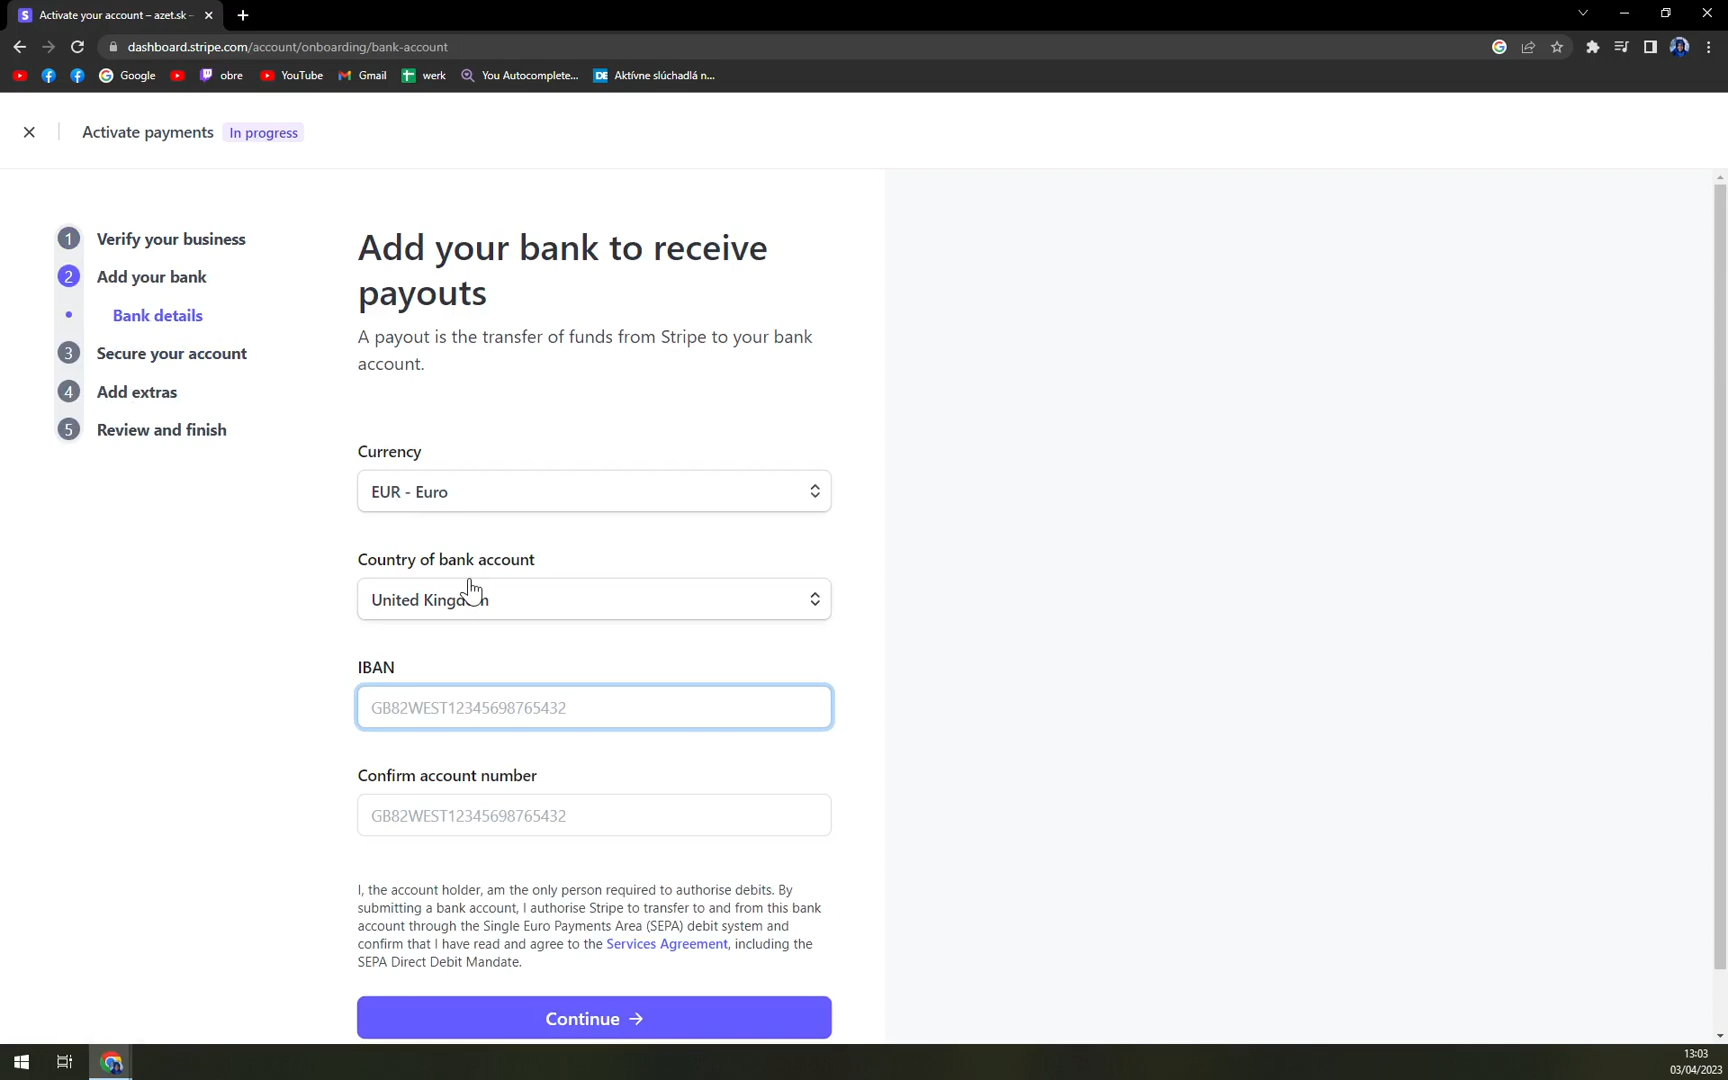 Activate your account – azet.sk -
dashboard.stripe.com/account/onboarding/bank-account
Google
obre
YouTube
Gmail
werk
You Autocomplete...
DE Aktívne slúchadlá n...
Activate payments In progress
1 Verify your business
2 Add your bank
Bank details
3 Secure your account
4 Add extras
5 Review and finish
Add your bank to receive
payouts
A payout is the transfer of funds from Stripe to your bank
account.
Currency
EUR - Euro
Country of bank account
United Kingdom
IBAN
GB82WEST12345698765432
Confirm account number
GB82WEST12345698765432
I, the account holder, am the only person required to authorise debits. By
submitting a bank account, I authorise Stripe to transfer to and from this bank
account through the Single Euro Payments Area (SEPA) debit system and
confirm that I have read and agree to the Services Agreement, including the
SEPA Direct Debit Mandate.
Continue →
13:03
03/04/2023